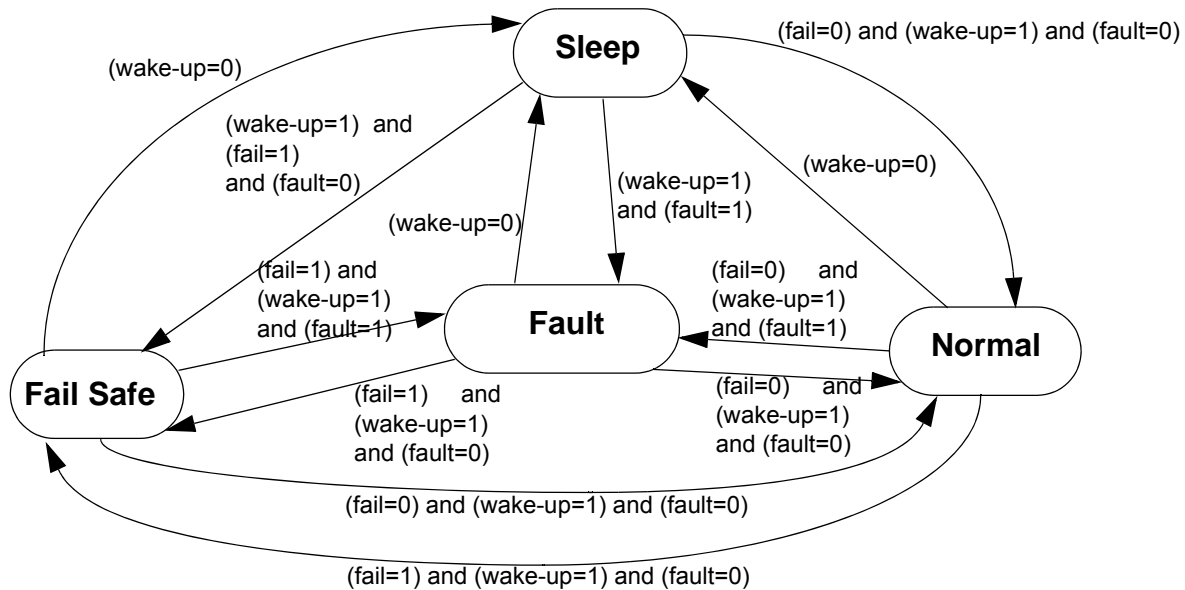 Sleep
(fail=0) and (wake-up=1) and (fault=0)
(wake-up=0)
(wake-up=1) and
(fail=1)
and (fault=0)
(wake-up=0)
(wake-up=1)
and (fault=1)
(wake-up=0)
(fail=1) and
(wake-up=1)
and (fault=1)
(fail=0) and
(wake-up=1)
and (fault=1)
Fault
Normal
Fail Safe
(fail=1) and
(wake-up=1)
and (fault=0)
(fail=0) and
(wake-up=1)
and (fault=0)
(fail=0) and (wake-up=1) and (fault=0)
(fail=1) and (wake-up=1) and (fault=0)